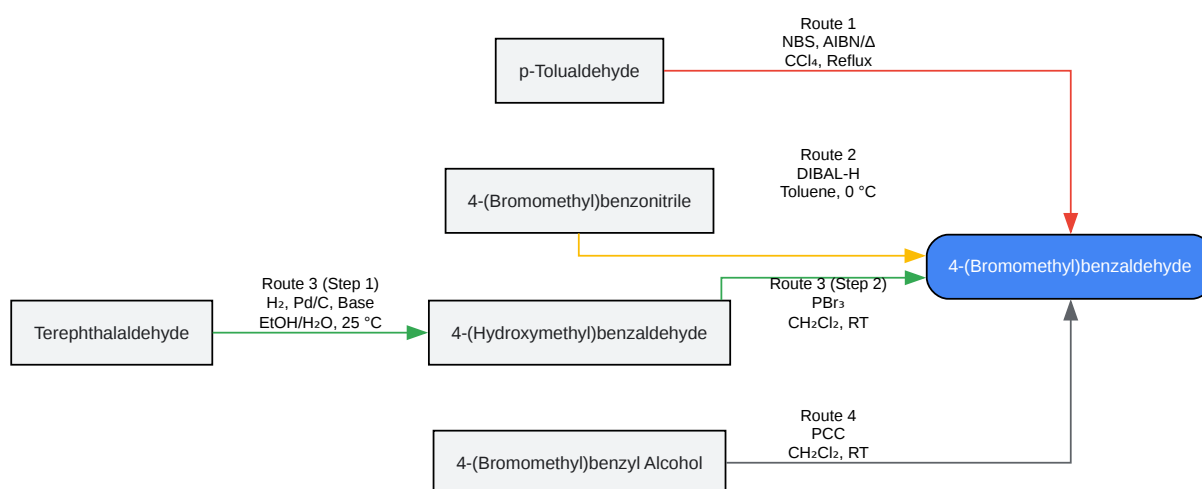 Route 1
NBS, AIBN/Δ
CCl₄, Reflux
p-Tolualdehyde
Route 2
DIBAL-H
Toluene, 0 °C
4-(Bromomethyl)benzonitrile
4-(Bromomethyl)benzaldehyde
Route 3 (Step 1)
H₂, Pd/C, Base
EtOH/H₂O, 25 °C
Route 3 (Step 2)
PBr₃
CH₂Cl₂, RT
Terephthalaldehyde
4-(Hydroxymethyl)benzaldehyde
Route 4
PCC
CH₂Cl₂, RT
4-(Bromomethyl)benzyl Alcohol